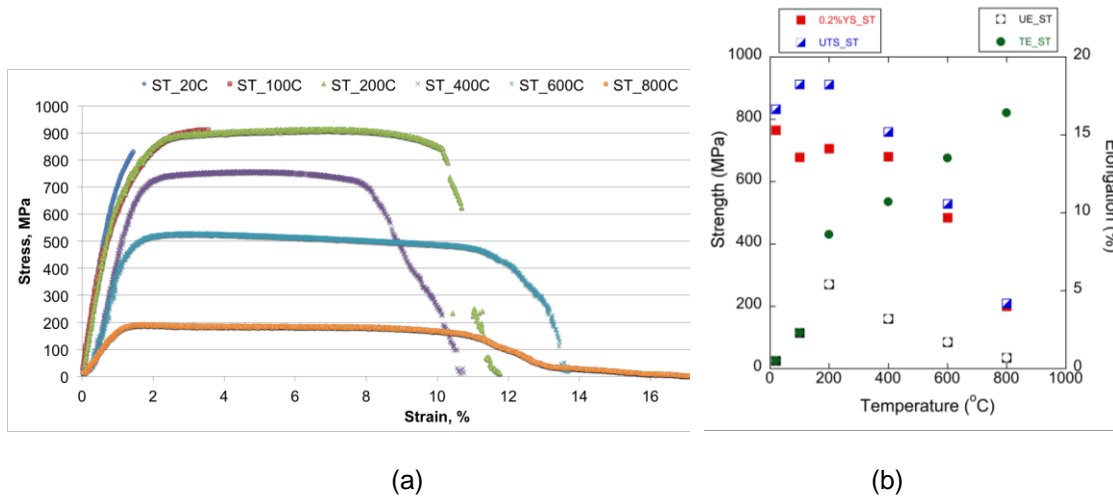 0.2%YS_ST
UTS_ST
UE_ST
TE_ST
ST_20C ST_100C ST_200C ST_400C ST_600C ST_800C
1000
900
800
700
600
500
400
300
200
100
0
Stress, MPa
0 2 4 6 8 10 12 14 16
Strain, %
1000
800
600
400
200
0
Strength (MPa)
20
15
10
5
0
Elongation (%)
0 200 400 600 800 1000
Temperature (°C)
(a)
(b)